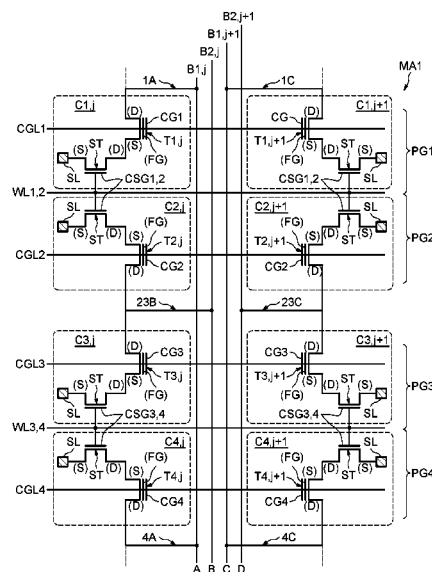 B2,j+1
B1,j+1
B2,j
B1,j
MA1
1A
1C
C1,j
(D)
CG1
(D)
CG
C1,j+1
CGL1
(S)
ST
(D)
(S)
T1,j
(FG)
T1,j+1
(FG)
(S)
(D)
ST
(S)
PG1
SL
CSG1,2
CSG1,2
SL
WL1,2
SL
C2,j
C2,j+1
SL
(S)
ST
(D)
(S)
(FG)
T2,j
CG2
(D)
(FG)
T2,j+1
CG2
(D)
(S)
(D)
ST
(S)
PG2
CGL2
23B
23C
C3,j
(D)
CG3
CG3
(D)
C3,j+1
CGL3
(S)
ST
(D)
(S)
T3,j
(FG)
T3,j+1
(FG)
(S)
(D)
ST
(S)
PG3
SL
CSG3,4
CSG3,4
SL
WL3,4
SL
C4,j
C4,j+1
SL
(S)
ST
(D)
(S)
(FG)
T4,j
CG4
(D)
(FG)
T4,j+1
CG4
(D)
(S)
(D)
ST
(S)
PG4
CGL4
4A
4C
A B C D